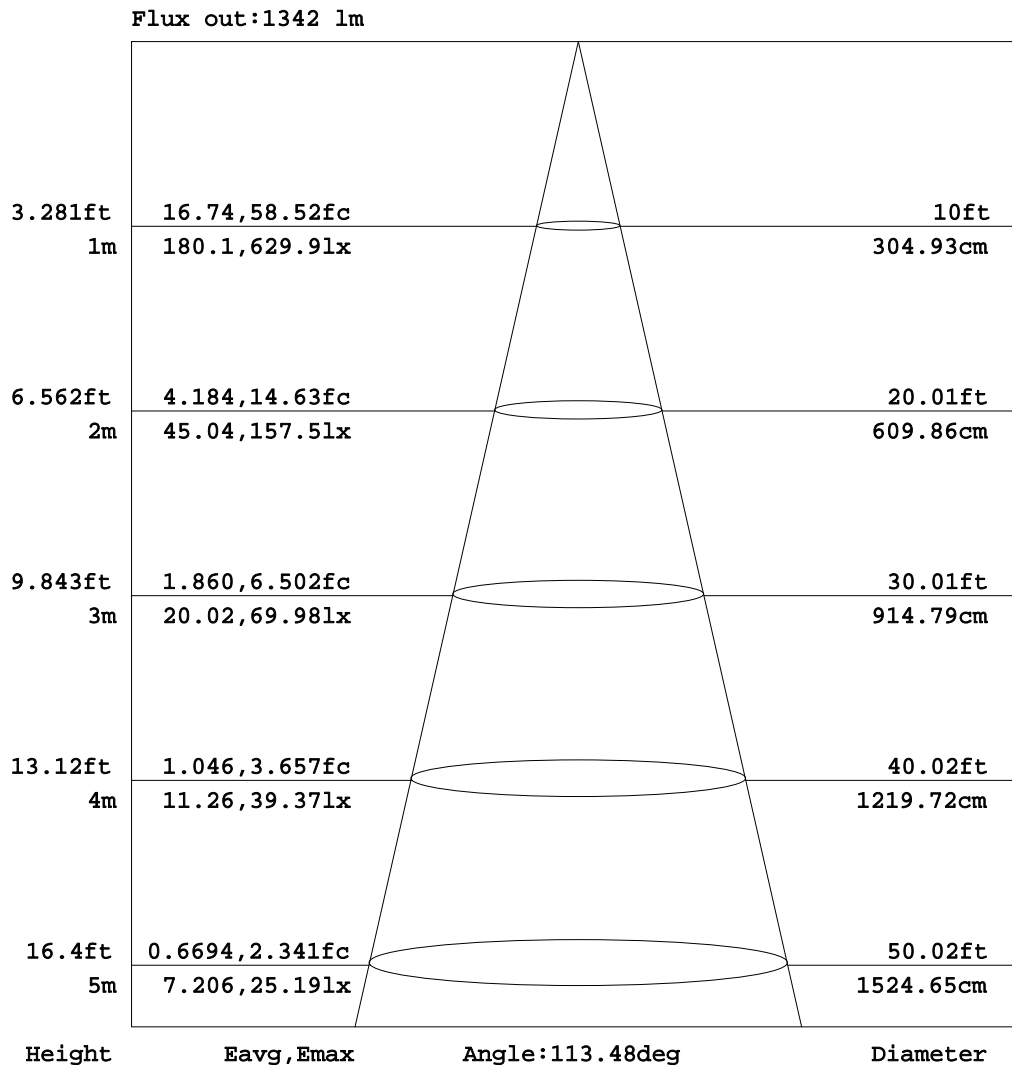 Flux out:1342 lm
3.281ft 16.74,58.52fc 10ft
1m 180.1,629.9lx 304.93cm
6.562ft 4.184,14.63fc 20.01ft
2m 45.04,157.5lx 609.86cm
9.843ft 1.860,6.502fc 30.01ft
3m 20.02,69.98lx 914.79cm
13.12ft 1.046,3.657fc 40.02ft
4m 11.26,39.37lx 1219.72cm
16.4ft 0.6694,2.341fc 50.02ft
5m 7.206,25.19lx 1524.65cm
Height Eavg,Emax Angle:113.48deg Diameter